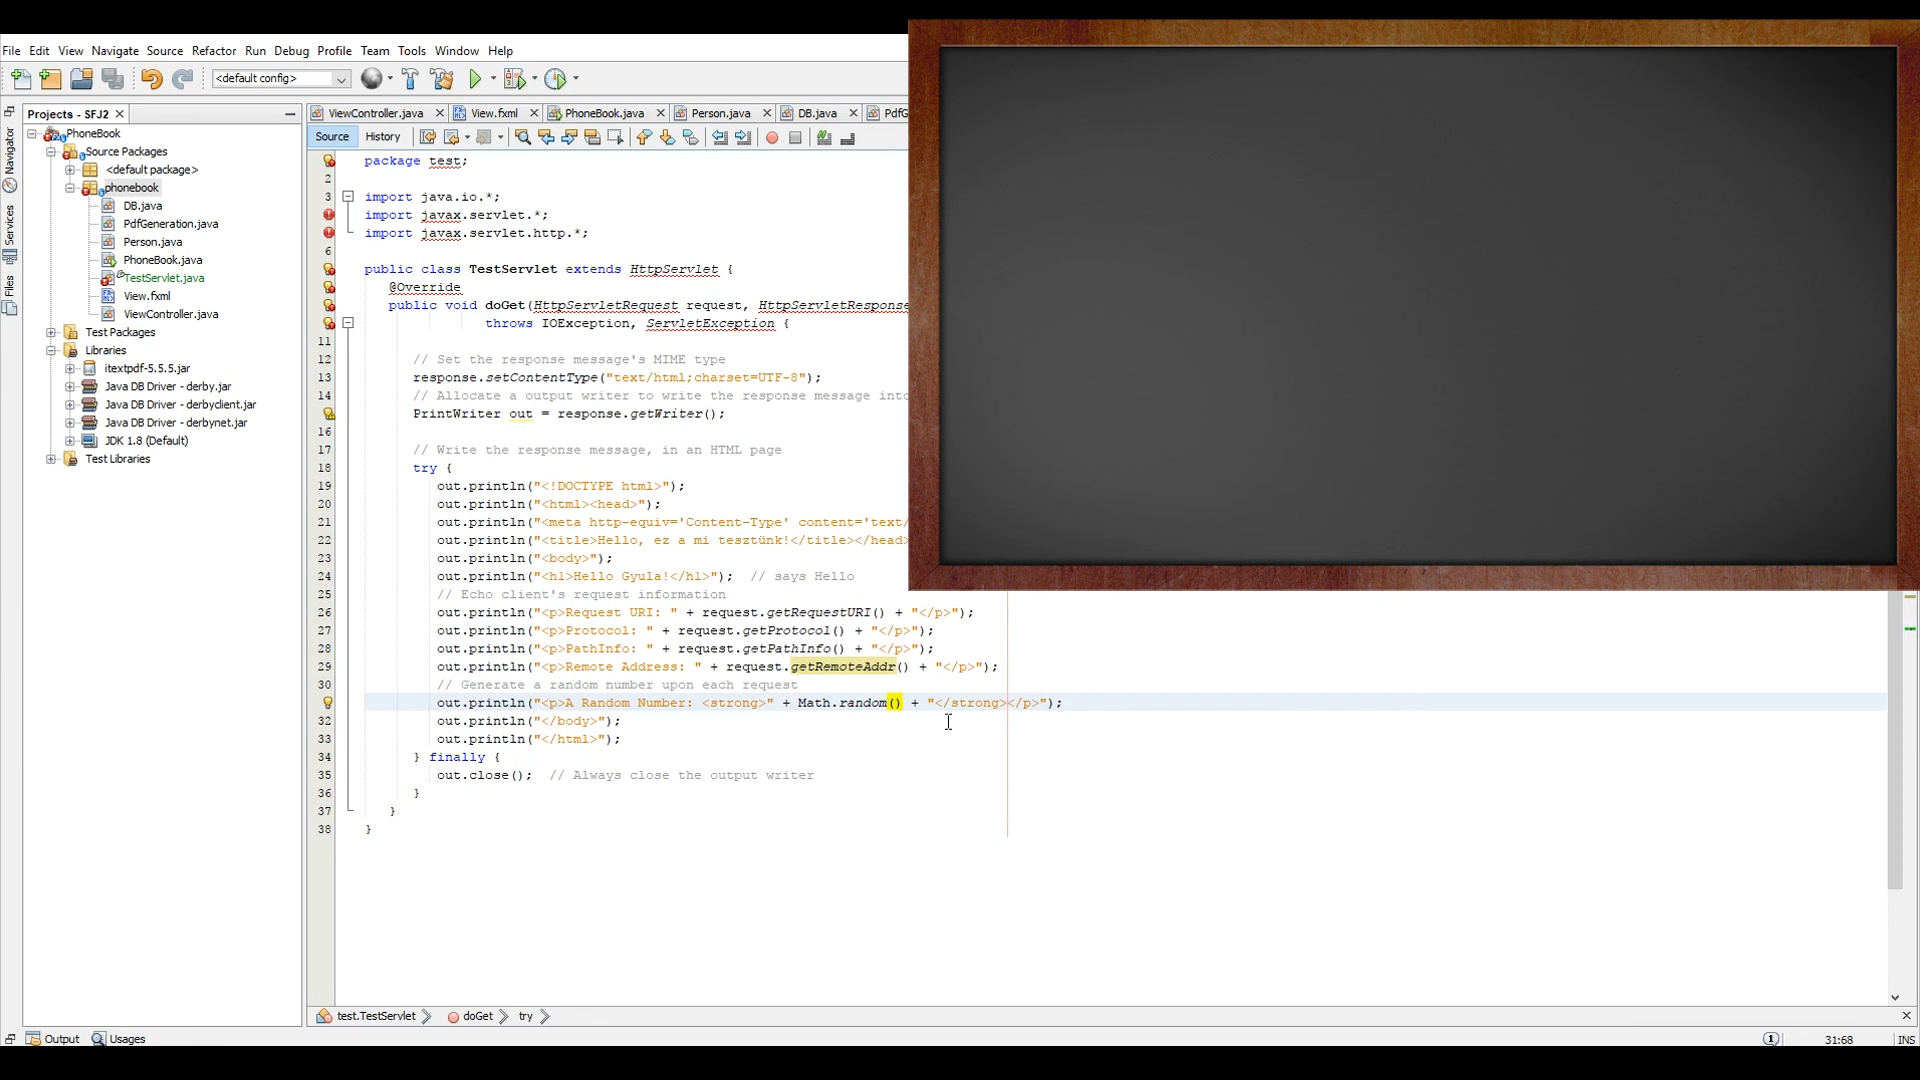 File Edit View Navigate Source Refactor Run Debug Profile Team Tools Window Help
<default config>
Projects - SFJ2
ViewController.java View.fxml PhoneBook.java Person.java DB.java
Source History
Navigator
Services
Files
PhoneBook
Source Packages
<default package>
phonebook
DB.java
PdfGeneration.java
Person.java
PhoneBook.java
TestServlet.java
View.fxml
ViewController.java
Test Packages
Libraries
itextpdf-5.5.5.jar
Java DB Driver - derby.jar
Java DB Driver - derbyclient.jar
Java DB Driver - derbynet.jar
JDK 1.8 (Default)
Test Libraries
package test;
2
3 import java.io.*;
import javax.servlet.*;
import javax.servlet.http.*;
6
public class TestServlet extends HttpServlet {
@Override
public void doGet(HttpServletRequest request, HttpServletResponse
throws IOException, ServletException {
11
12 // Set the response message's MIME type
13 response.setContentType("text/html;charset=UTF-8");
14 // Allocate a output writer to write the response message into
PrintWriter out = response.getWriter();
16
17 // Write the response message, in an HTML page
18 try {
19 out.println("<!DOCTYPE html>");
20 out.println("<html><head>");
21 out.println("<meta http-equiv='Content-Type' content='text/
22 out.println("<title>Hello, ez a mi tesztünk!</title></head>
23 out.println("<body>");
24 out.println("<h1>Hello Gyula!</h1>");  // says Hello
25 // Echo client's request information
26 out.println("<p>Request URI: " + request.getRequestURI() + "</p>");
27 out.println("<p>Protocol: " + request.getProtocol() + "</p>");
28 out.println("<p>PathInfo: " + request.getPathInfo() + "</p>");
29 out.println("<p>Remote Address: " + request.getRemoteAddr() + "</p>");
30 // Generate a random number upon each request
out.println("<p>A Random Number: <strong>" + Math.random() + "</strong></p>");
32 out.println("</body>");
33 out.println("</html>");
34 } finally {
35 out.close();  // Always close the output writer
36 }
37 }
38 }
test.TestServlet doGet try
Output Usages
1 31:68 INS